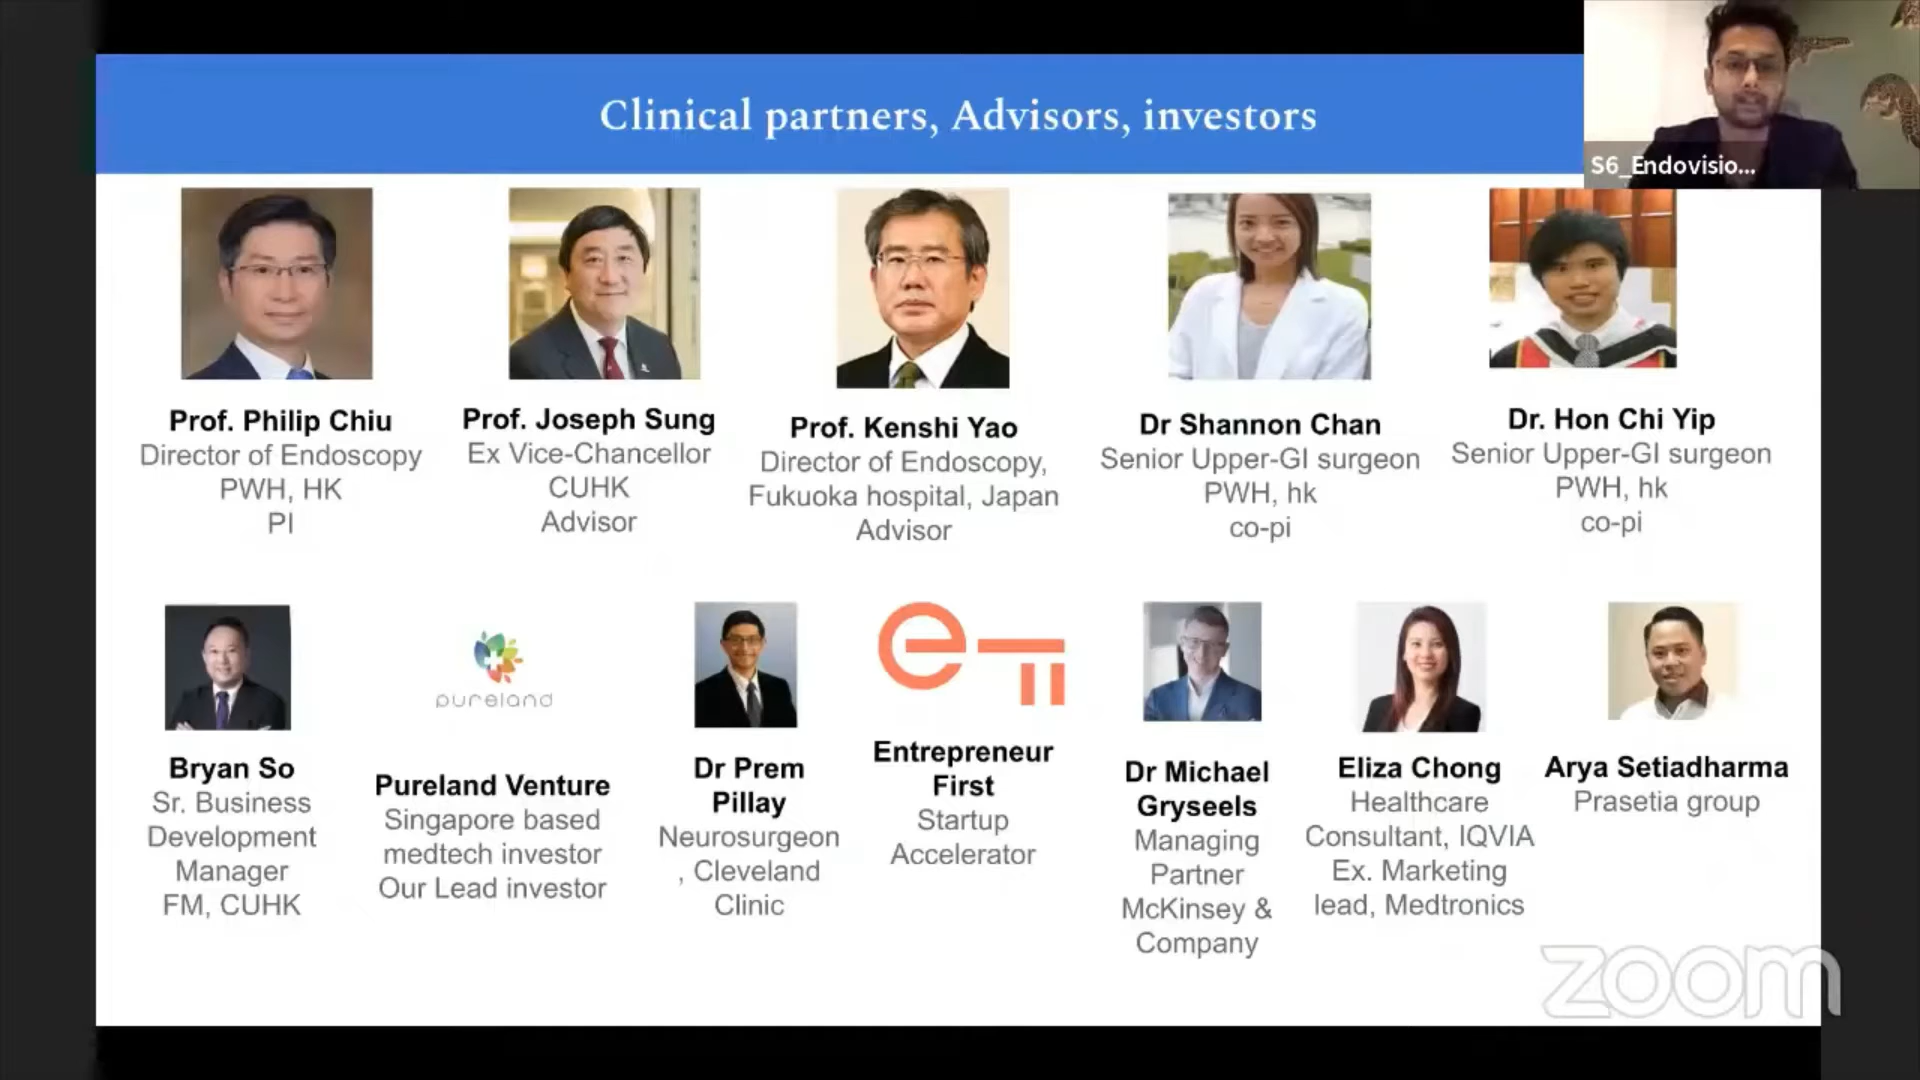 Clinical partners, Advisors, investors
S6_Endovisio...
Prof. Philip Chiu
Director of Endoscopy
PWH, HK
PI
Prof. Joseph Sung
Ex Vice-Chancellor
CUHK
Advisor
Prof. Kenshi Yao
Director of Endoscopy,
Fukuoka hospital, Japan
Advisor
Dr Shannon Chan
Senior Upper-GI surgeon
PWH, hk
co-pi
Dr. Hon Chi Yip
Senior Upper-GI surgeon
PWH, hk
co-pi
Bryan So
Sr. Business
Development
Manager
FM, CUHK
pureland
Pureland Venture
Singapore based
medtech investor
Our Lead investor
Dr Prem
Pillay
Neurosurgeon
, Cleveland
Clinic
Entrepreneur
First
Startup
Accelerator
Dr Michael
Gryseels
Managing
Partner
McKinsey &
Company
Eliza Chong
Healthcare
Consultant, IQVIA
Ex. Marketing
lead, Medtronics
Arya Setiadharma
Prasetia group
zoom